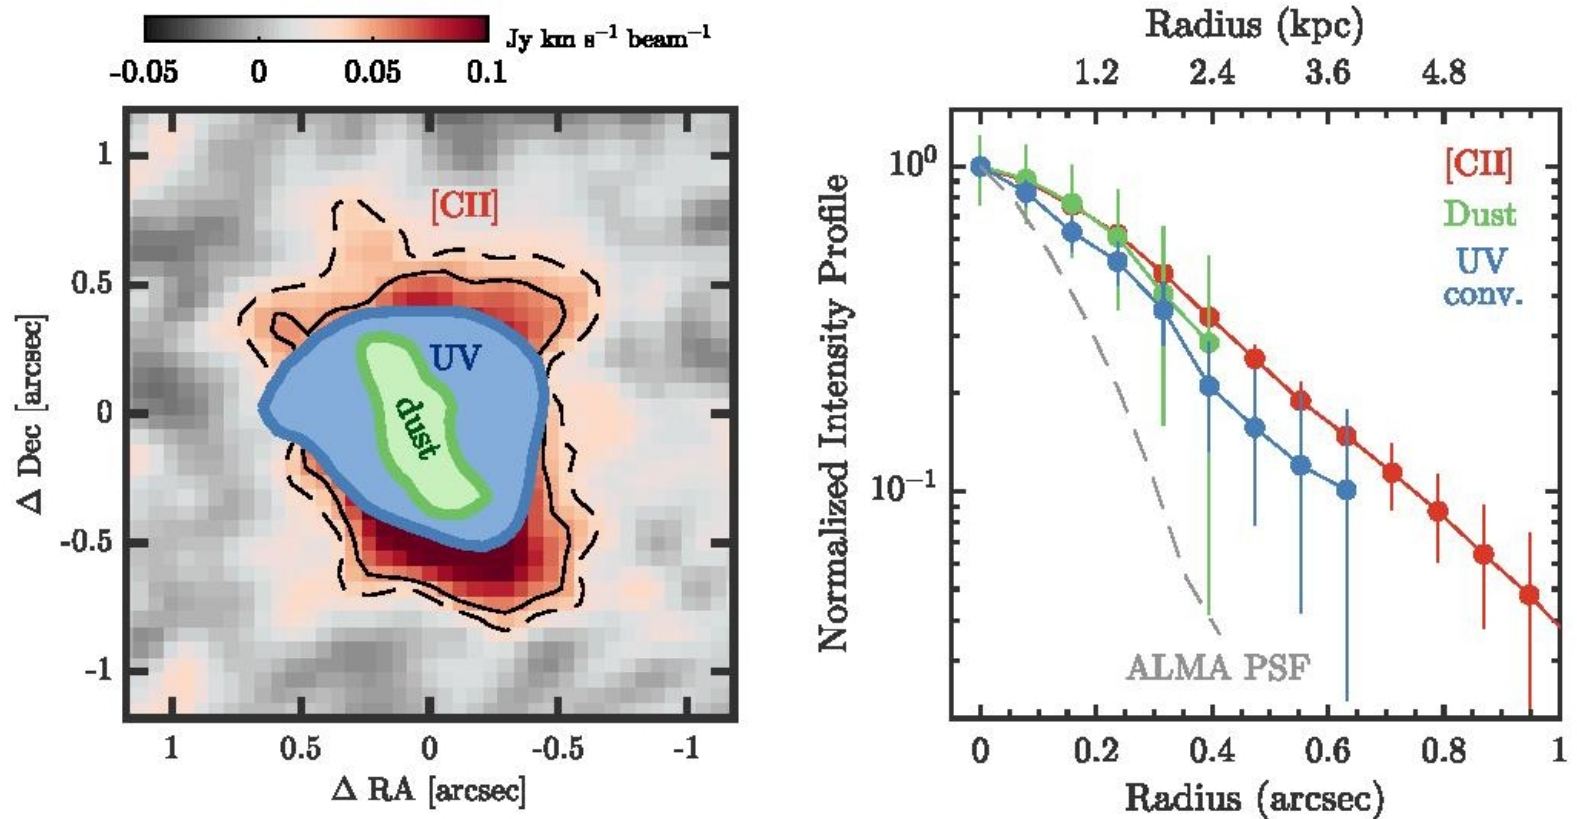 Jy km s⁻¹ beam⁻¹
-0.05 0 0.05 0.1
[CII]
UV
dust
1
0.5
0
-0.5
-1
Δ Dec [arcsec]
1 0.5 0 -0.5 -1
Δ RA [arcsec]
Radius (kpc)
1.2 2.4 3.6 4.8
[CII]
Dust
UV
conv.
10⁰
10⁻¹
Normalized Intensity Profile
ALMA PSF
0 0.2 0.4 0.6 0.8 1
Radius (arcsec)